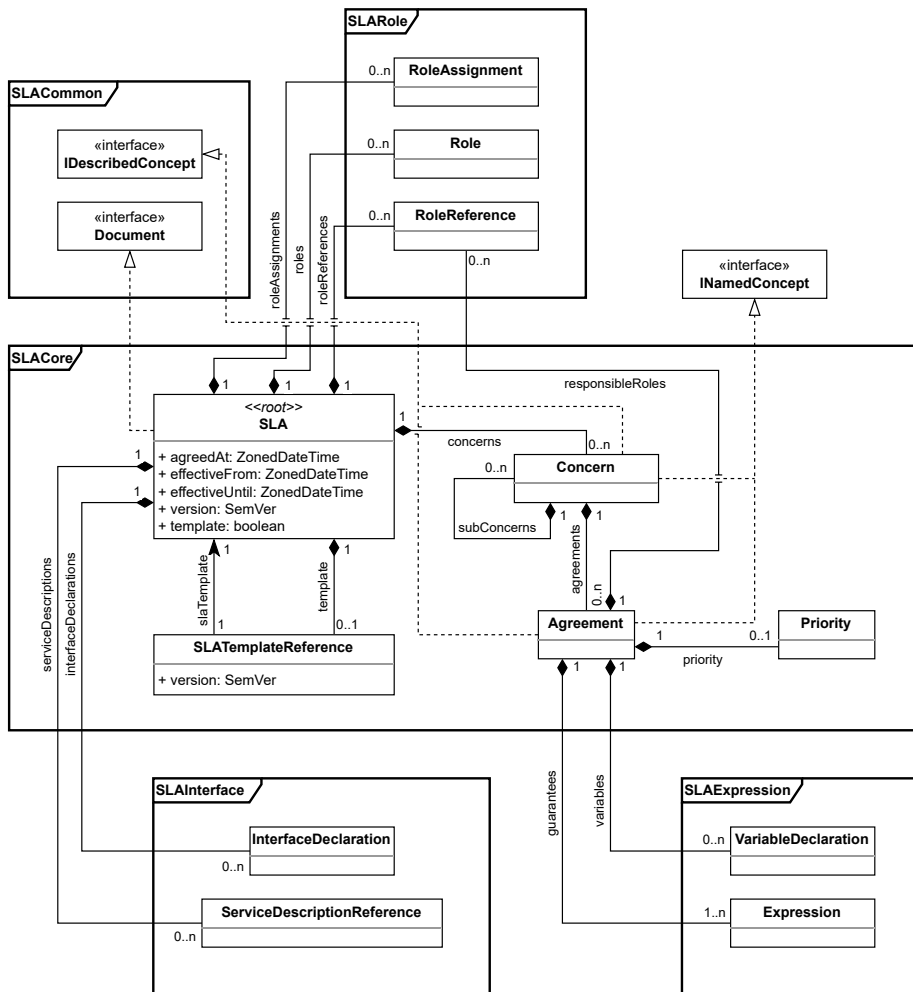 SLARole
RoleAssignment
0..n
Role
0..n
RoleReference
0..n
0..n
SLACommon
«interface»
IDescribedConcept
«interface»
Document
roleAssignments
roles
roleReferences
«interface»
INamedConcept
SLACore
1
1
1
responsibleRoles
<<root>>
SLA
+ agreedAt: ZonedDateTime
+ effectiveFrom: ZonedDateTime
+ effectiveUntil: ZonedDateTime
+ version: SemVer
+ template: boolean
1
concerns
0..n
1
1
0..n
Concern
subConcerns
1
1
agreements
0..n
1
1
slaTemplate
1
1
template
0..1
SLATemplateReference
+ version: SemVer
Agreement
1
priority
0..1
Priority
1
1
serviceDescriptions
interfaceDeclarations
guarantees
variables
SLAInterface
InterfaceDeclaration
0..n
ServiceDescriptionReference
0..n
SLAExpression
VariableDeclaration
0..n
Expression
1..n